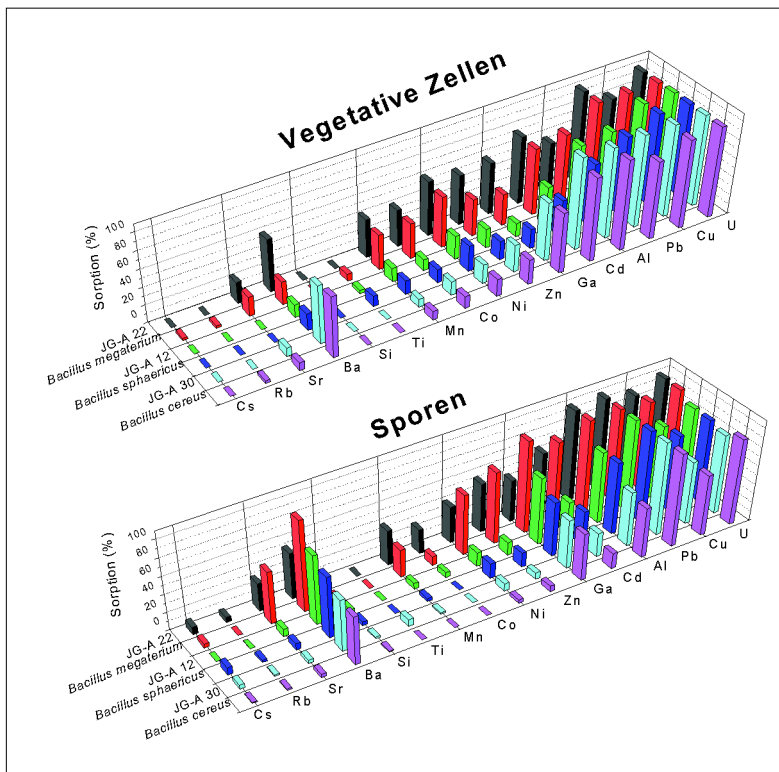 Vegetative Zellen
Sorption (%)
100
80
60
40
20
0
JG-A 22
Bacillus megaterium
JG-A 12
Bacillus sphaericus
JG-A 30
Bacillus cereus
Cs
Rb
Sr
Ba
Si
Ti
Mn
Co
Ni
Zn
Ga
Cd
Al
Pb
Cu
U
Sporen
Sorption (%)
100
80
60
40
20
0
JG-A 22
Bacillus megaterium
JG-A 12
Bacillus sphaericus
JG-A 30
Bacillus cereus
Cs
Rb
Sr
Ba
Si
Ti
Mn
Co
Ni
Zn
Ga
Cd
Al
Pb
Cu
U